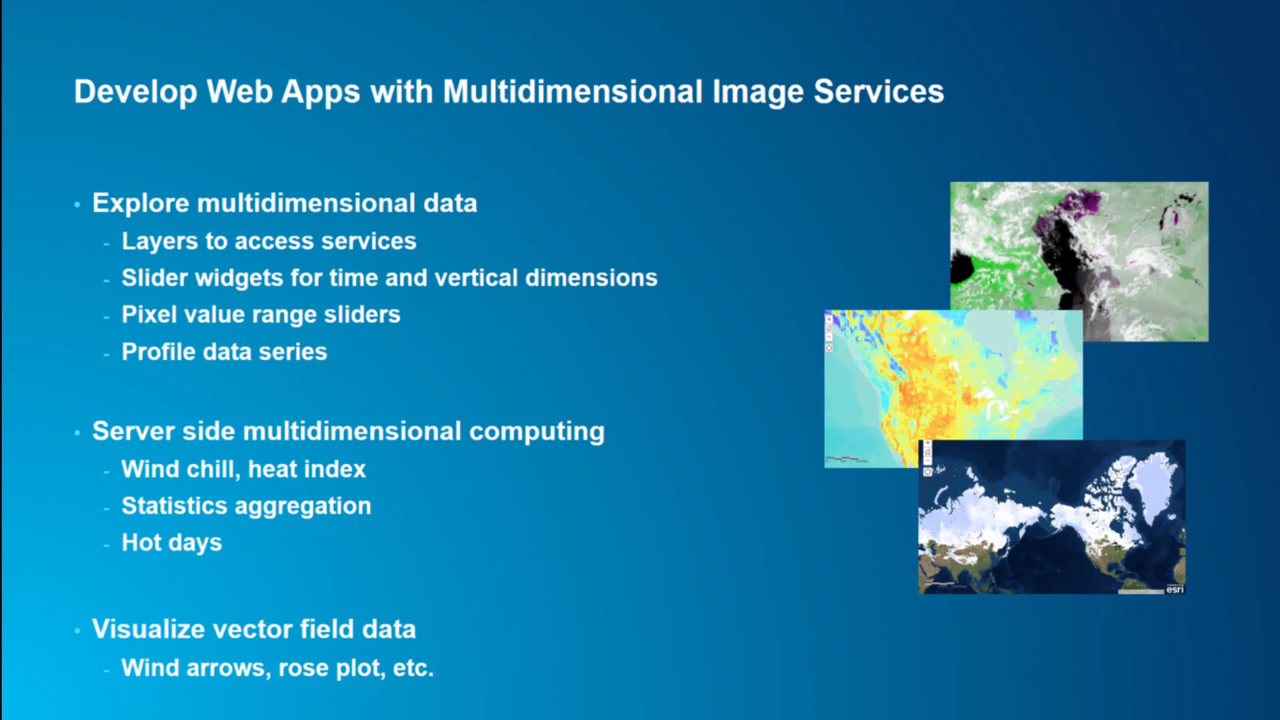 Develop Web Apps with Multidimensional Image Services
• Explore multidimensional data
- Layers to access services
- Slider widgets for time and vertical dimensions
- Pixel value range sliders
- Profile data series
• Server side multidimensional computing
- Wind chill, heat index
- Statistics aggregation
- Hot days
• Visualize vector field data
- Wind arrows, rose plot, etc.
esri